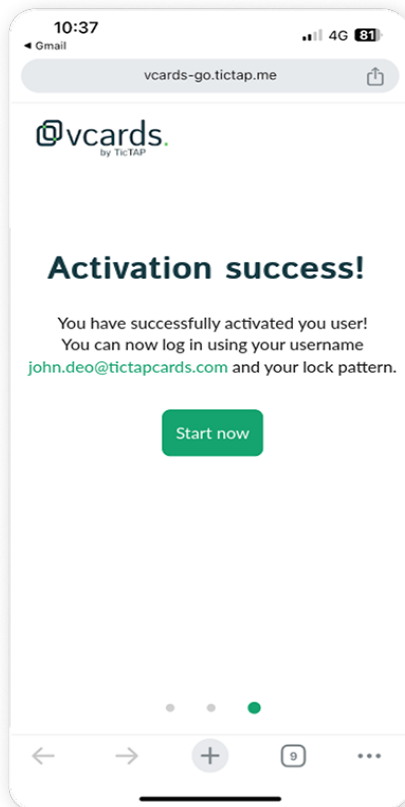 10:37
4G 81
◀ Gmail
vcards-go.tictap.me
vcards.
by TicTAP
Activation success!
You have successfully activated you user!
You can now log in using your username
john.deo@tictapcards.com and your lock pattern.
Start now
9